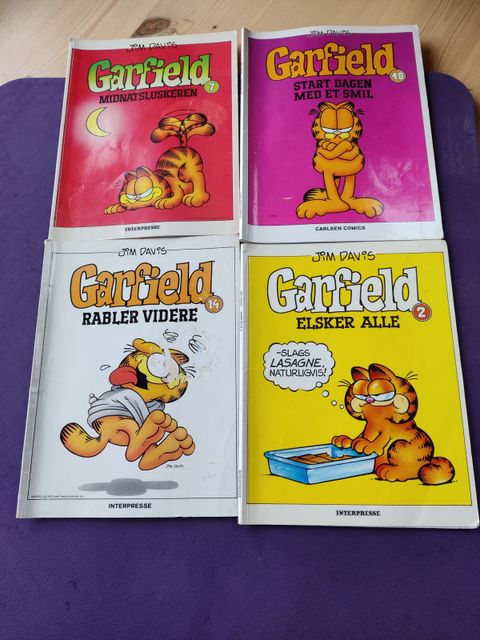 JIM DAVIS
Garfield
7
MIDNATSLUSKEREN
INTERPRESSE
JIM DAVIS
Garfield
48
START DAGEN
MED ET SMIL
CARLSEN COMICS
JIM DAVIS
Garfield
14
RABLER VIDERE
JIM DAVIS
INTERPRESSE
JIM DAVIS
Garfield
2
ELSKER ALLE
-SLAGS
LASAGNE,
NATURLIGVIS!
INTERPRESSE